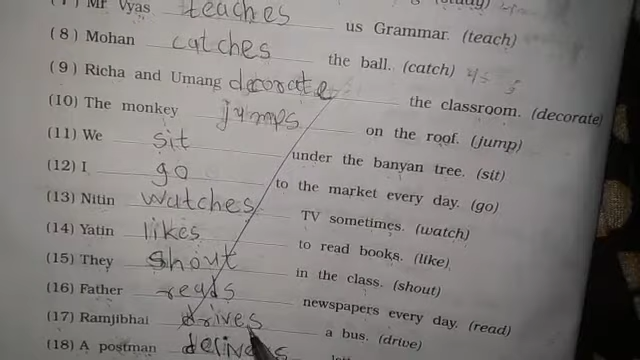 (7) Mr Vyas teaches us Grammar. (teach)
(8) Mohan catches the ball. (catch)
(9) Richa and Umang decorate the classroom. (decorate)
(10) The monkey jumps on the roof. (jump)
(11) We sit under the banyan tree. (sit)
(12) I go to the market every day. (go)
(13) Nitin watches TV sometimes. (watch)
(14) Yatin likes to read books. (like)
(15) They shout in the class. (shout)
(16) Father reads newspapers every day. (read)
(17) Ramjibhai drives a bus. (drive)
(18) A postman